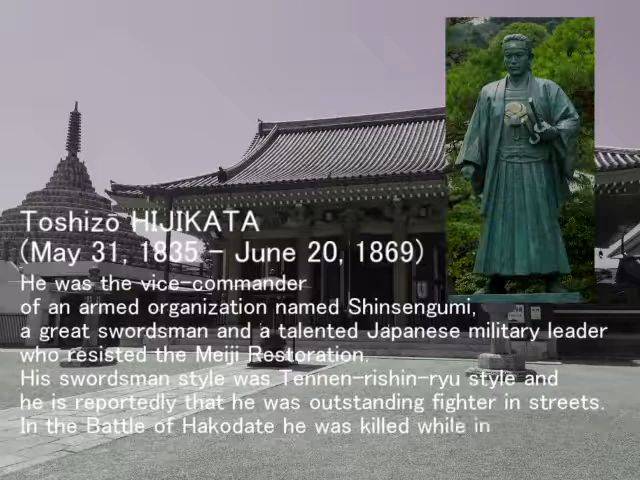 Toshizo HIJIKATA
(May 31, 1835 - June 20, 1869)
He was the vice-commander
of an armed organization named Shinsengumi,
a great swordsman and a talented Japanese military leader
who resisted the Meiji Restoration.
His swordsman style was Tennen-rishin-ryu style and
he is reportedly that he was outstanding fighter in streets.
In the Battle of Hakodate he was killed while in